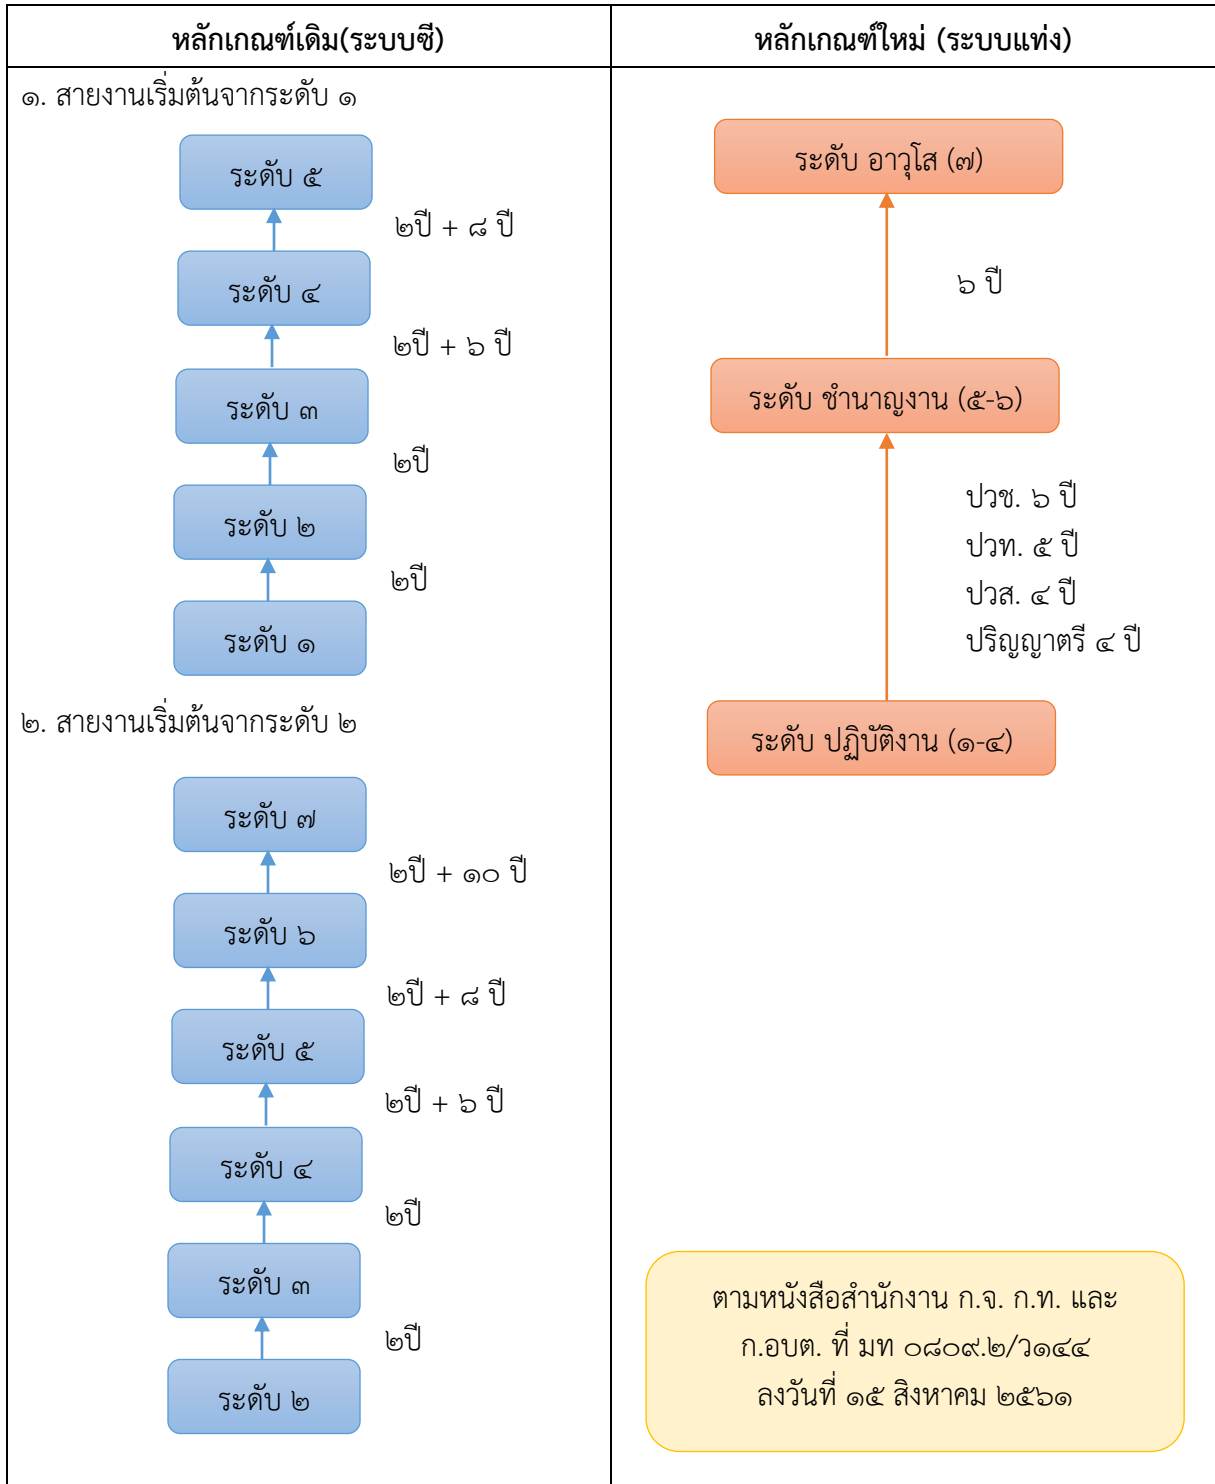 หลักเกณฑ์เดิม(ระบบซี)
๑. สายงานเริ่มต้นจากระดับ ๑
ระดับ ๕
๒ปี + ๘ ปี
ระดับ ๔
๒ปี + ๖ ปี
ระดับ ๓
๒ปี
ระดับ ๒
๒ปี
ระดับ ๑
๒. สายงานเริ่มต้นจากระดับ ๒
ระดับ ๗
๒ปี + ๑๐ ปี
ระดับ ๖
๒ปี + ๘ ปี
ระดับ ๕
๒ปี + ๖ ปี
ระดับ ๔
๒ปี
ระดับ ๓
๒ปี
ระดับ ๒
หลักเกณฑ์ใหม่ (ระบบแท่ง)
ระดับ อาวุโส (๗)
๖ ปี
ระดับ ชำนาญงาน (๕-๖)
ปวช. ๖ ปี
ปวท. ๕ ปี
ปวส. ๔ ปี
ปริญญาตรี ๔ ปี
ระดับ ปฏิบัติงาน (๑-๔)
ตามหนังสือสำนักงาน ก.จ. ก.ท. และ
ก.อบต. ที่ มท ๐๘๐๙.๒/ว๑๔๔
ลงวันที่ ๑๕ สิงหาคม ๒๕๖๑